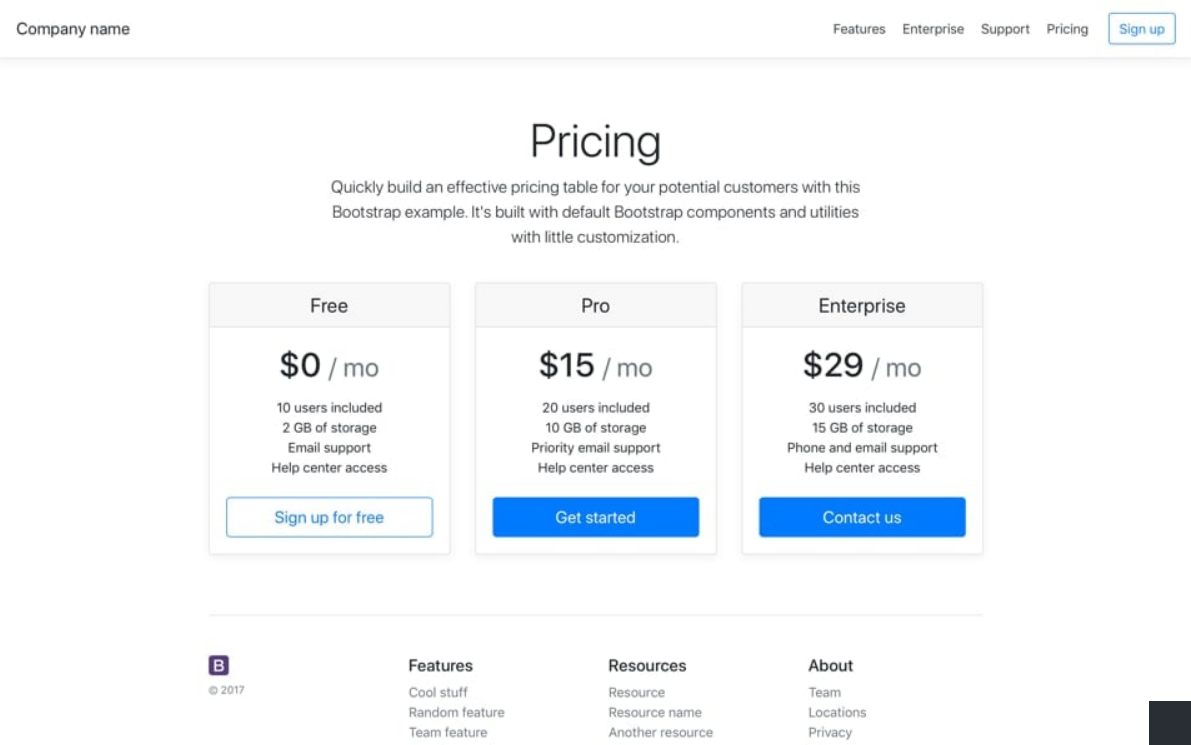 Company name
Features Enterprise Support Pricing Sign up
Pricing
Quickly build an effective pricing table for your potential customers with this
Bootstrap example. It's built with default Bootstrap components and utilities
with little customization.
Free
$0 / mo
10 users included
2 GB of storage
Email support
Help center access
Sign up for free
Pro
$15 / mo
20 users included
10 GB of storage
Priority email support
Help center access
Get started
Enterprise
$29 / mo
30 users included
15 GB of storage
Phone and email support
Help center access
Contact us
B
© 2017
Features
Cool stuff
Random feature
Team feature
Resources
Resource
Resource name
Another resource
About
Team
Locations
Privacy